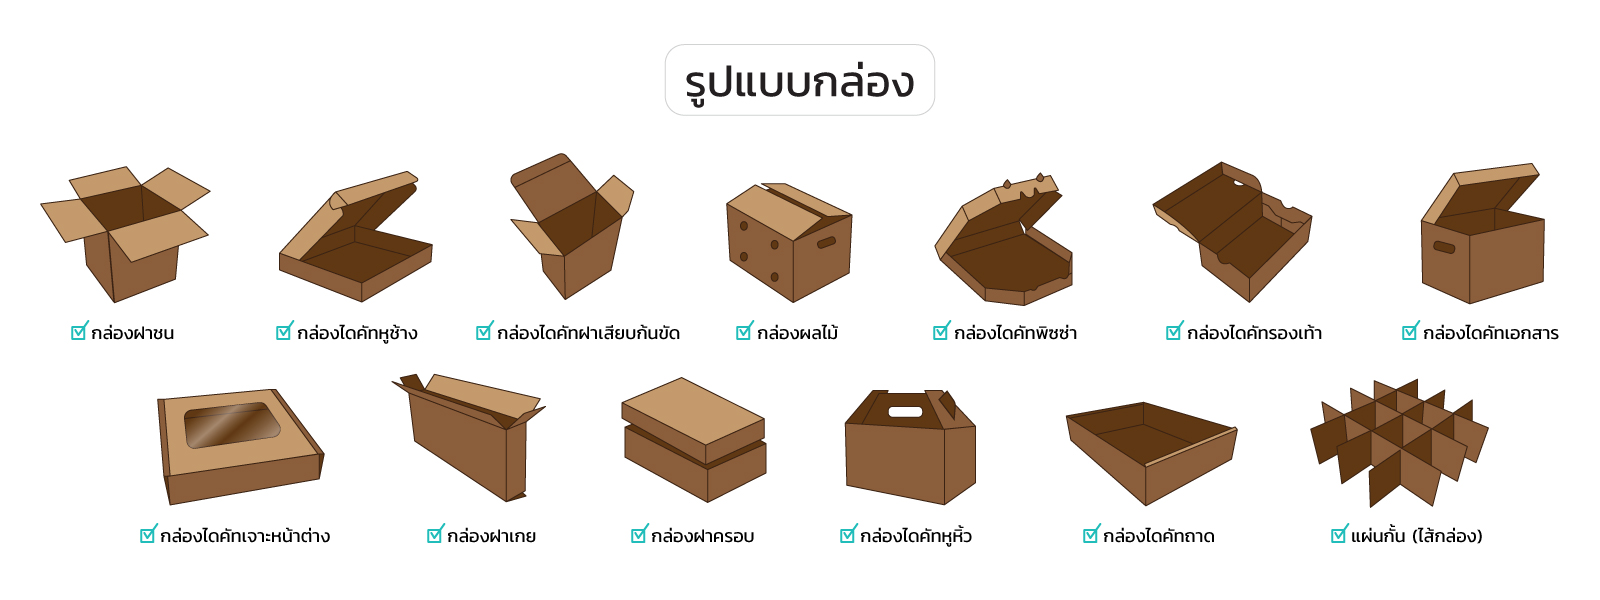 รูปแบบกล่อง
กล่องฝาชน
กล่องไดคัทหูช้าง
กล่องไดคัทฝาเสียบก้นขัด
กล่องผลไม้
กล่องไดคัทพิซซ่า
กล่องไดคัทรองเท้า
กล่องไดคัทเอกสาร
กล่องไดคัทเจาะหน้าต่าง
กล่องฝาเกย
กล่องฝาครอบ
กล่องไดคัทหูหิ้ว
กล่องไดคัทถาด
แผ่นกั้น (ไส้กล่อง)